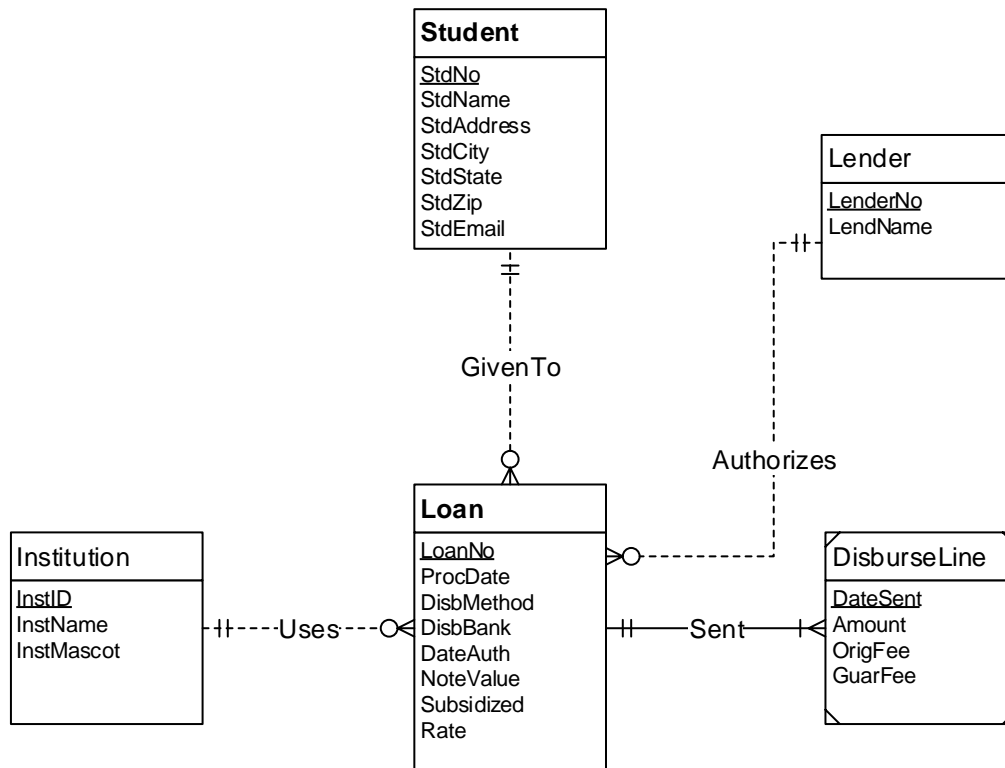 Student
StdNo
StdName
StdAddress
StdCity
StdState
StdZip
StdEmail
Lender
LenderNo
LendName
GivenTo
Authorizes
Institution
InstID
InstName
InstMascot
Uses
Loan
LoanNo
ProcDate
DisbMethod
DisbBank
DateAuth
NoteValue
Subsidized
Rate
Sent
DisburseLine
DateSent
Amount
OrigFee
GuarFee